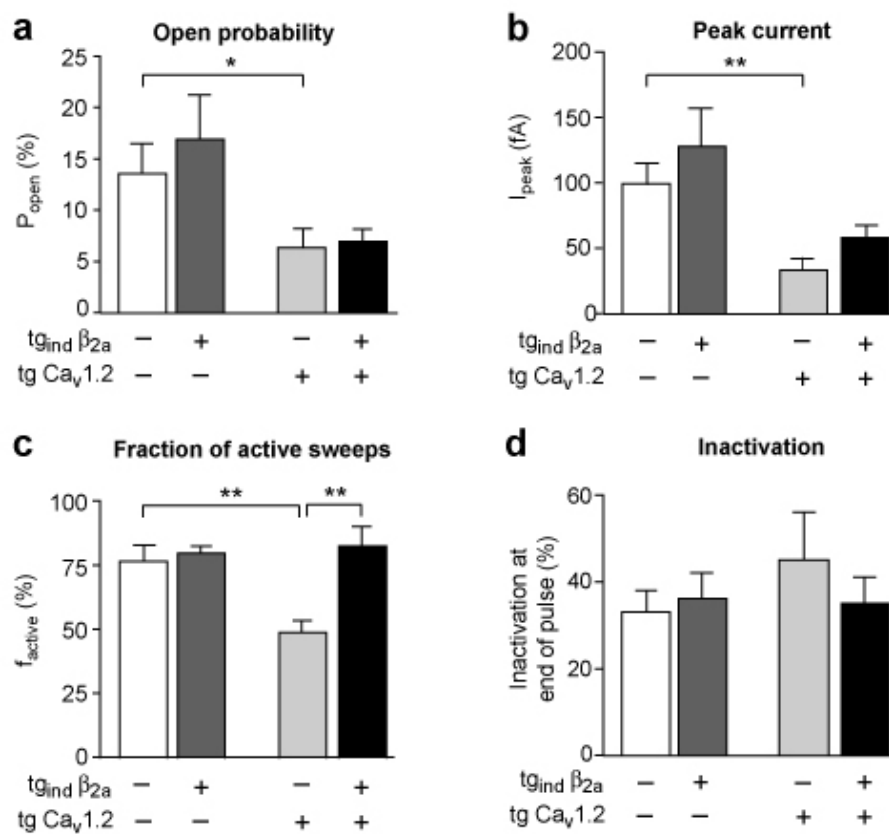 a Open probability
25
20
15
10
5
0
P_open (%)
*
tg_ind β_2a – + – +
tg Ca_v1.2 – – + +
b Peak current
200
150
100
50
0
I_peak (fA)
**
tg_ind β_2a – + – +
tg Ca_v1.2 – – + +
c Fraction of active sweeps
100
75
50
25
0
f_active (%)
** **
tg_ind β_2a – + – +
tg Ca_v1.2 – – + +
d Inactivation
60
40
20
0
Inactivation at
end of pulse (%)
tg_ind β_2a – + – +
tg Ca_v1.2 – – + +